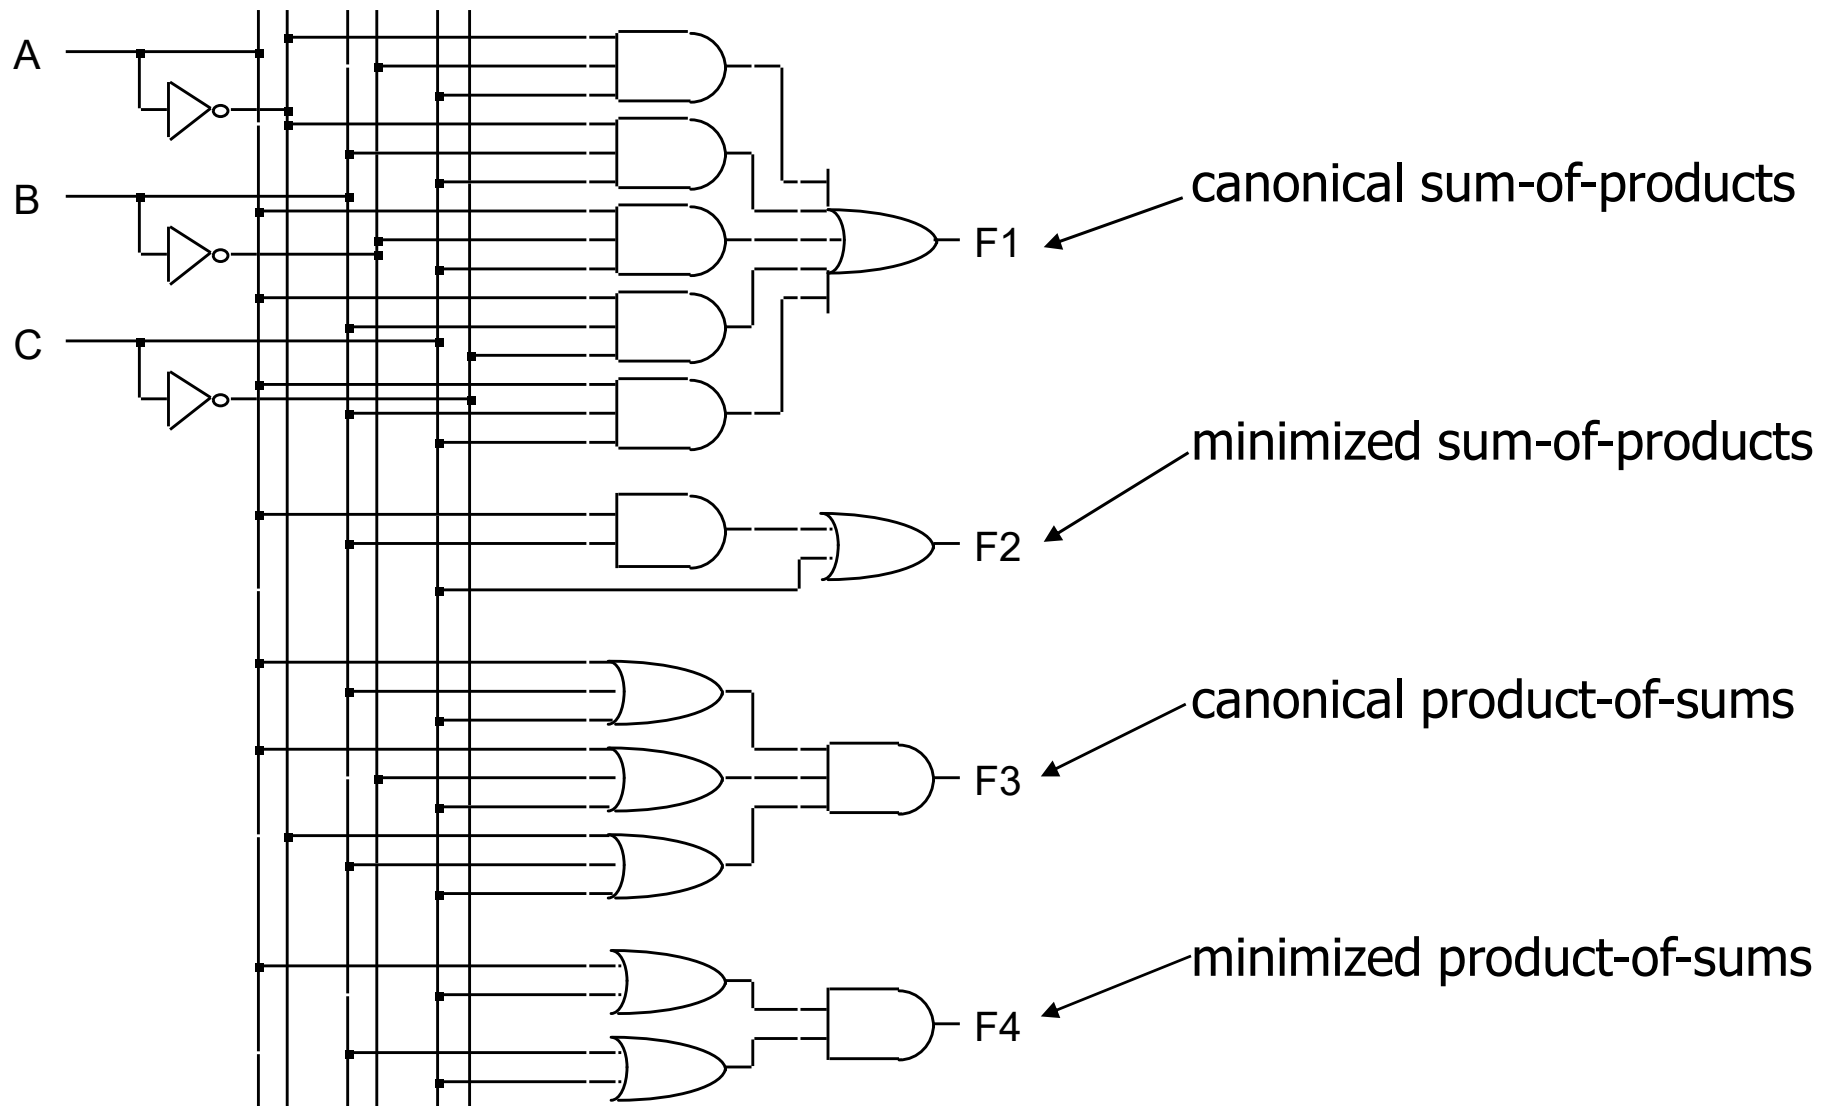 A
B
C
F1
canonical sum-of-products
F2
minimized sum-of-products
F3
canonical product-of-sums
F4
minimized product-of-sums